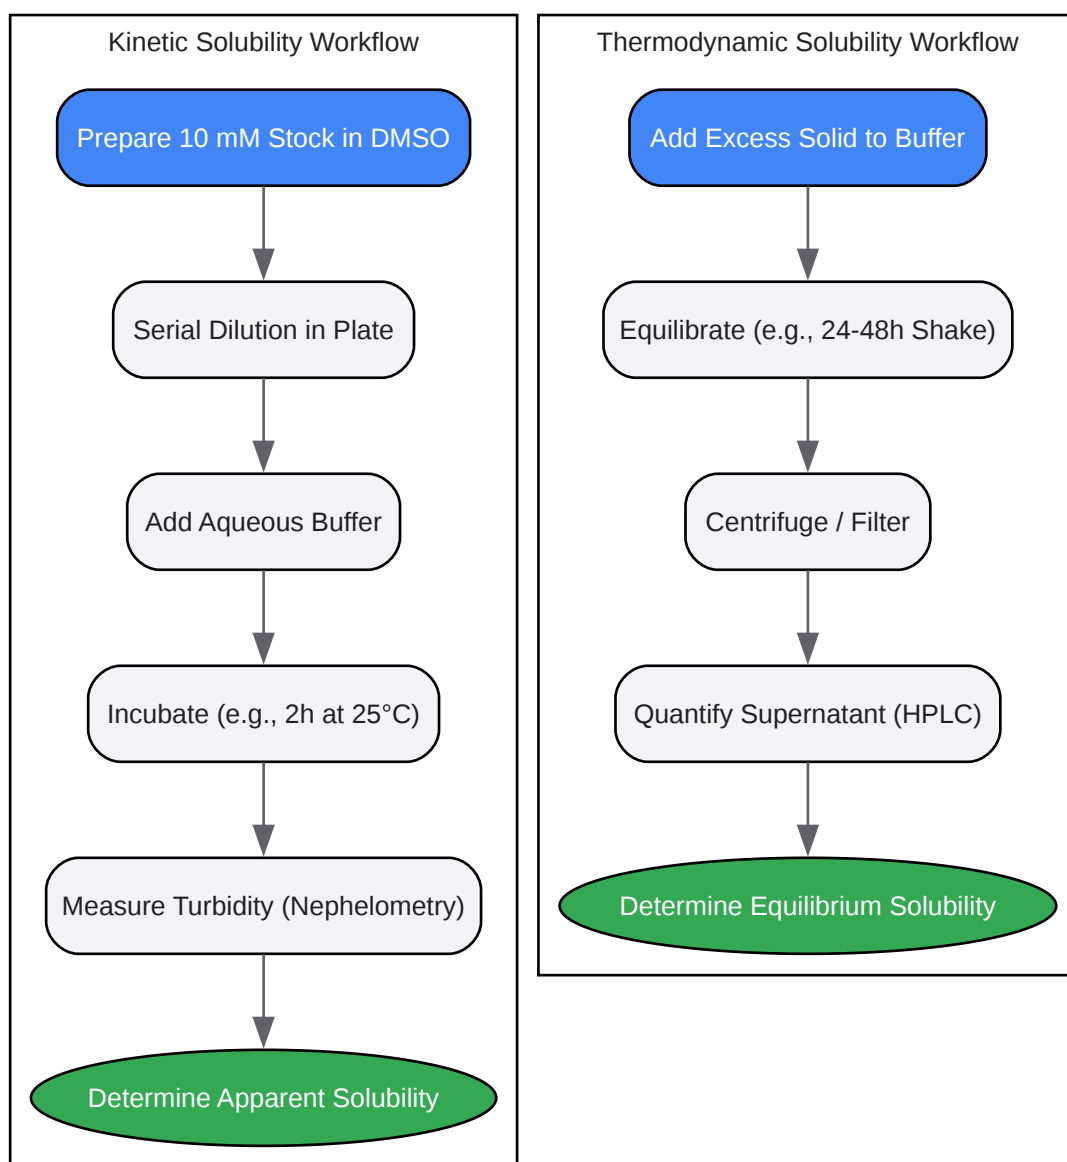 Kinetic Solubility Workflow
Prepare 10 mM Stock in DMSO
Serial Dilution in Plate
Add Aqueous Buffer
Incubate (e.g., 2h at 25°C)
Measure Turbidity (Nephelometry)
Determine Apparent Solubility
Thermodynamic Solubility Workflow
Add Excess Solid to Buffer
Equilibrate (e.g., 24-48h Shake)
Centrifuge / Filter
Quantify Supernatant (HPLC)
Determine Equilibrium Solubility